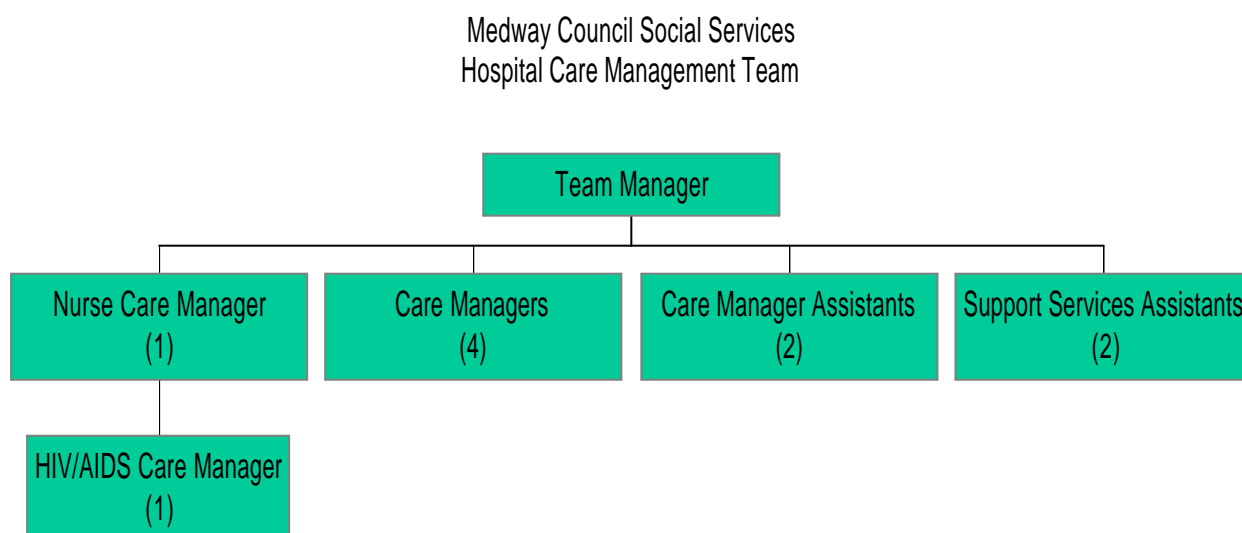 Medway Council Social Services
Hospital Care Management Team
Team Manager
Nurse Care Manager
(1)
Care Managers
(4)
Care Manager Assistants
(2)
Support Services Assistants
(2)
HIV/AIDS Care Manager
(1)